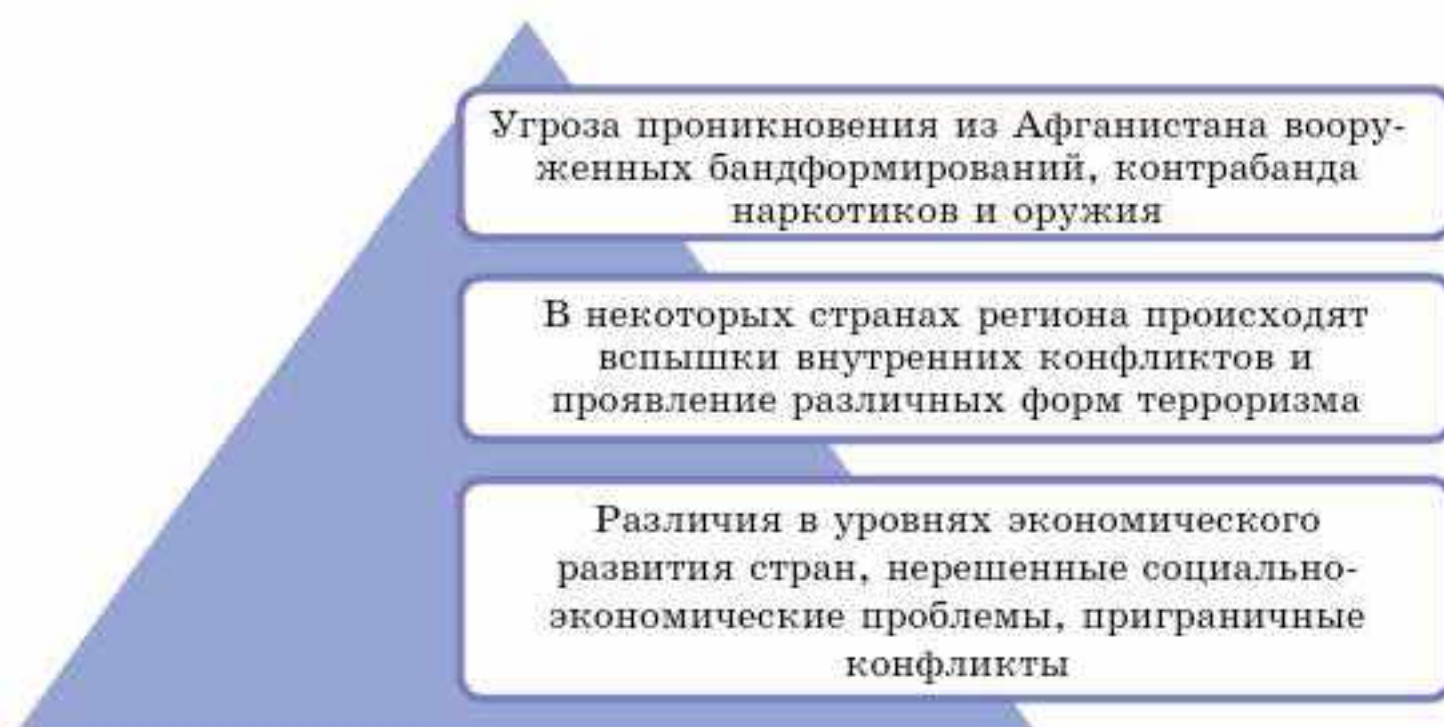 Угроза проникновения из Афганистана воору-
женных бандформирований, контрабанда
наркотиков и оружия
В некоторых странах региона происходят
вспышки внутренних конфликтов и
проявление различных форм терроризма
Различия в уровнях экономического
развития стран, нерешенные социально-
экономические проблемы, приграничные
конфликты